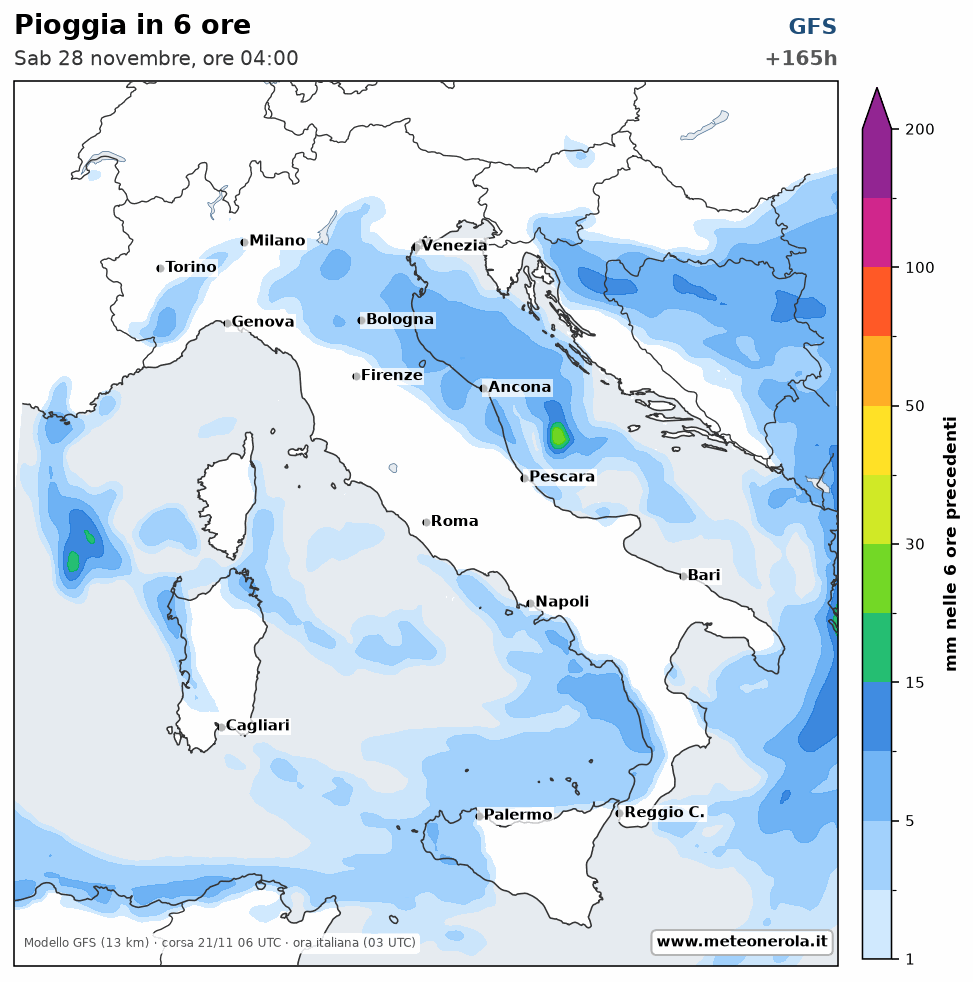 Pioggia in 6 ore
GFS
Sab 28 novembre, ore 04:00
+165h
Milano
Venezia
Torino
Genova
Bologna
Firenze
Ancona
Pescara
Roma
Bari
Napoli
Cagliari
Palermo
Reggio C.
200
100
50
30
15
5
1
mm nelle 6 ore precedenti
Modello GFS (13 km) · corsa 21/11 06 UTC · ora italiana (03 UTC)
www.meteonerola.it